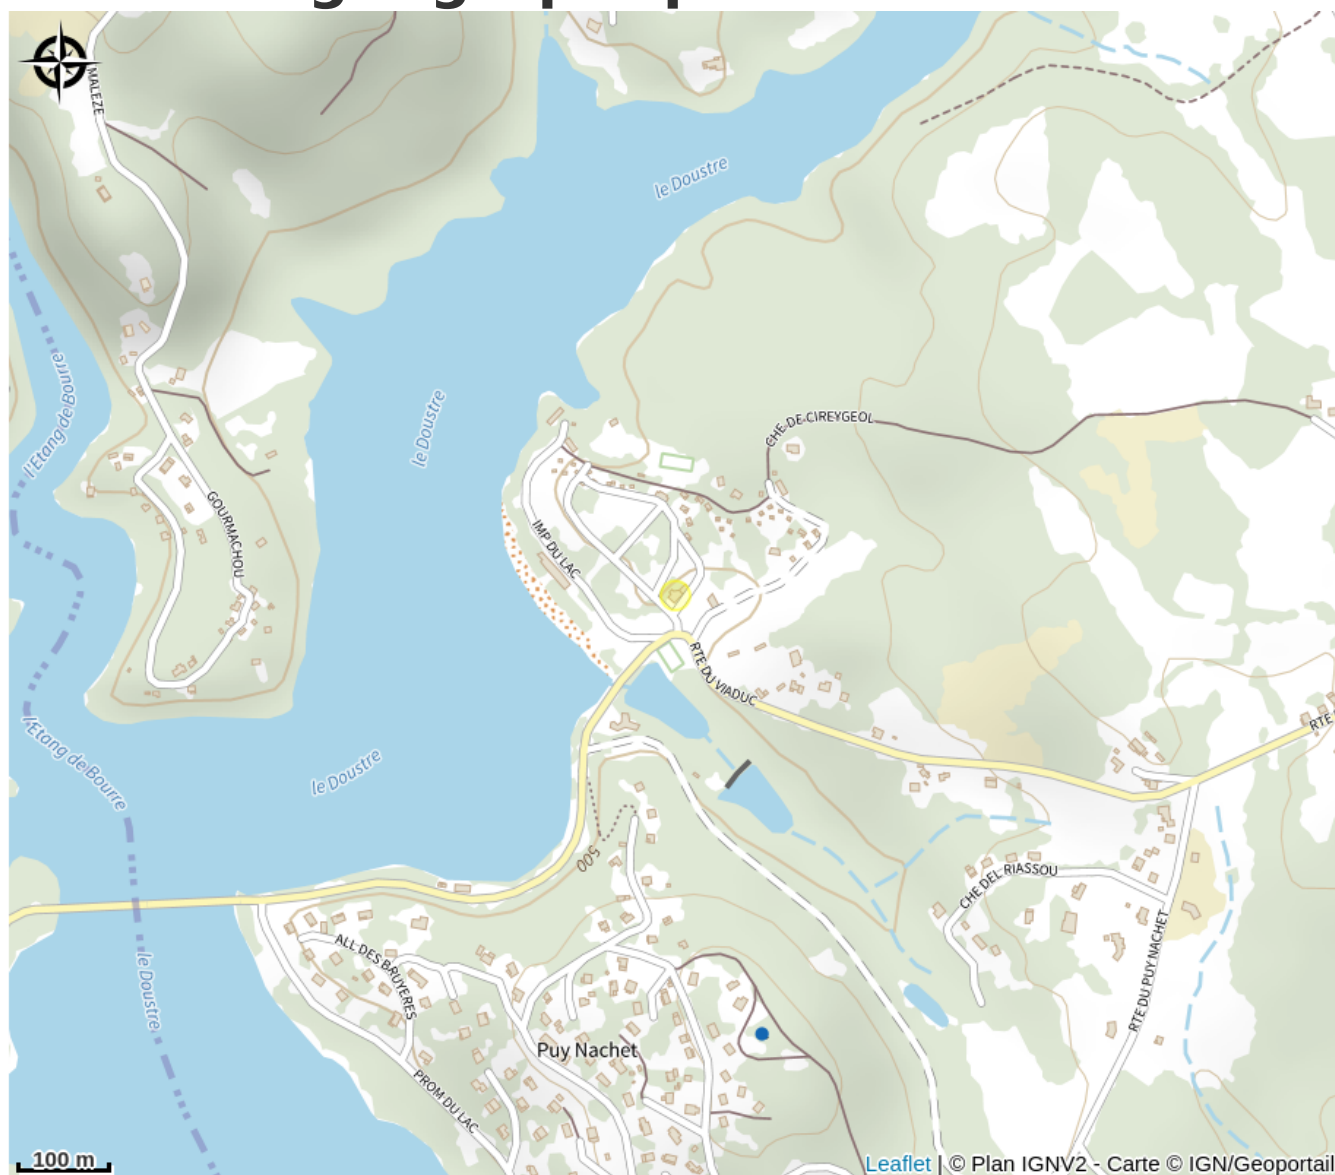 MALEZE
le Doustre
l'Etang de Bourre
le Doustre
CHE DE CIREYGEOL
GOURMACHOU
IMP DU LAC
RTE DU VIADUC
l'Etang de Bourre
le Doustre
RTE
500
CHE DEL RIASSOU
ALL DES BRUYERES
le Doustre
RTE DU PUY NACHET
Puy Nachet
PROM DU LAC
100 m
Leaflet | © Plan IGNV2 - Carte © IGN/Geoportail